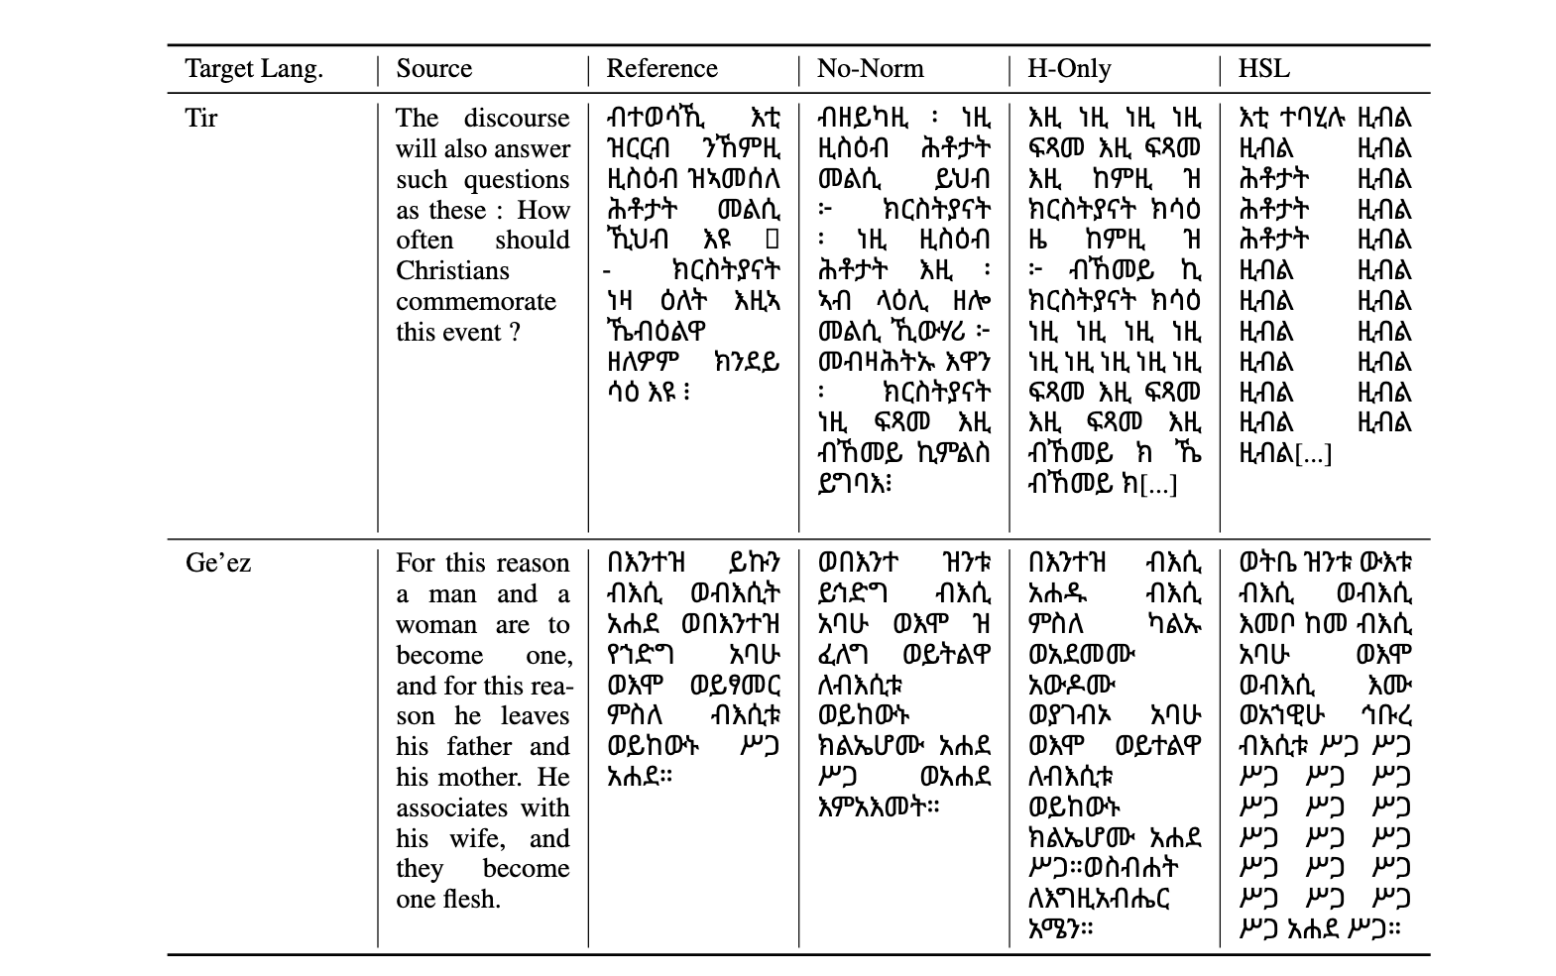 Target Lang. Source Reference No-Norm H-Only HSL
Tir
The discourse
will also answer
such questions
as these : How
often should
Christians
commemorate
this event ?
ብተወሳኺ እቲ
ዝርርብ ንኸምዚ
ዚስዕብ ዝኣመሰለ
ሕቶታት መልሲ
ኺህብ እዩ
- ክርስትያናት
ነዛ ዕለት እዚኣ
ኼብዕልዋ
ዘለዎም ክንደይ
ሳዕ እዩ ፧
ብዘይካዚ ፡ ነዚ
ዚስዕብ ሕቶታት
መልሲ ይህብ
፦ ክርስትያናት
፡ ነዚ ዚስዕብ
ሕቶታት እዚ ፡
ኣብ ላዕሊ ዘሎ
መልሲ ኺውሃሪ ፦
መብዛሕትኡ እዋን
፡ ክርስትያናት
ነዚ ፍጻመ እዚ
ብኸመይ ኪምልስ
ይግባእ፧
እዚ ነዚ ነዚ ነዚ
ፍጻመ እዚ ፍጻመ
እዚ ከምዚ ዝ
ክርስትያናት ክሳዕ
ዜ ከምዚ ዝ
፦ ብኸመይ ኪ
ክርስትያናት ክሳዕ
ነዚ ነዚ ነዚ ነዚ
ነዚ ነዚ ነዚ ነዚ ነዚ
ፍጻመ እዚ ፍጻመ
እዚ ፍጻመ እዚ
ብኸመይ ክ ኼ
ብኸመይ ክ[...]
እቲ ተባሂሉ ዚብል
ዚብል ዚብል
ሕቶታት ዚብል
ሕቶታት ዚብል
ሕቶታት ዚብል
ዚብል ዚብል
ዚብል ዚብል
ዚብል ዚብል
ዚብል ዚብል
ዚብል ዚብል
ዚብል ዚብል
ዚብል[...]
Ge’ez
For this reason
a man and a
woman are to
become one,
and for this rea-
son he leaves
his father and
his mother. He
associates with
his wife, and
they become
one flesh.
በእንተዝ ይኩን
ብእሲ ወብእሲት
አሐደ ወበእንተዝ
የኀድግ አባሁ
ወእሞ ወይፃመር
ምስለ ብእሲቱ
ወይከውኑ ሥጋ
አሐደ።
ወበእንተ ዝንቱ
ይኅድግ ብእሲ
አባሁ ወእሞ ዝ
ፈለግ ወይትልዋ
ለብእሲቱ
ወይከውኑ
ክልኤሆሙ አሐደ
ሥጋ ወአሐደ
እምአእመት።
በእንተዝ ብእሲ
አሐዱ ብእሲ
ምስለ ካልኡ
ወአደመሙ
አውዶሙ
ወያገብኦ አባሁ
ወእሞ ወይተልዋ
ለብእሲቱ
ወይከውኑ
ክልኤሆሙ አሐደ
ሥጋ።ወስብሐት
ለእግዚአብሔር
አሜን።
ወትቤ ዝንቱ ውእቱ
ብእሲ ወብእሲ
እመቦ ከመ ብእሲ
አባሁ ወእሞ
ወብእሲ እሙ
ወአኀዊሁ ኅቡረ
ብእሲቱ ሥጋ ሥጋ
ሥጋ ሥጋ ሥጋ
ሥጋ ሥጋ ሥጋ
ሥጋ ሥጋ ሥጋ
ሥጋ ሥጋ ሥጋ
ሥጋ ሥጋ ሥጋ
ሥጋ አሐደ ሥጋ።